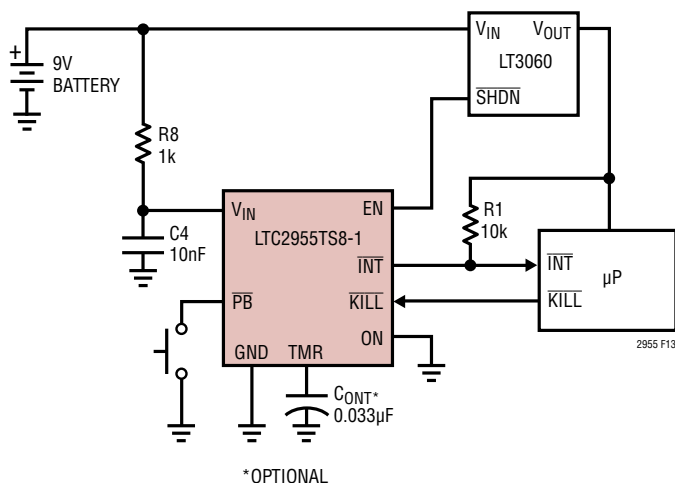 VIN VOUT
LT3060
SHDN
+
9V
BATTERY
R8
1k
C4
10nF
VIN EN
LTC2955TS8-1
INT
KILL
PB
ON
GND TMR
R1
10k
INT
µP
KILL
2955 F13
CONT*
0.033µF
*OPTIONAL